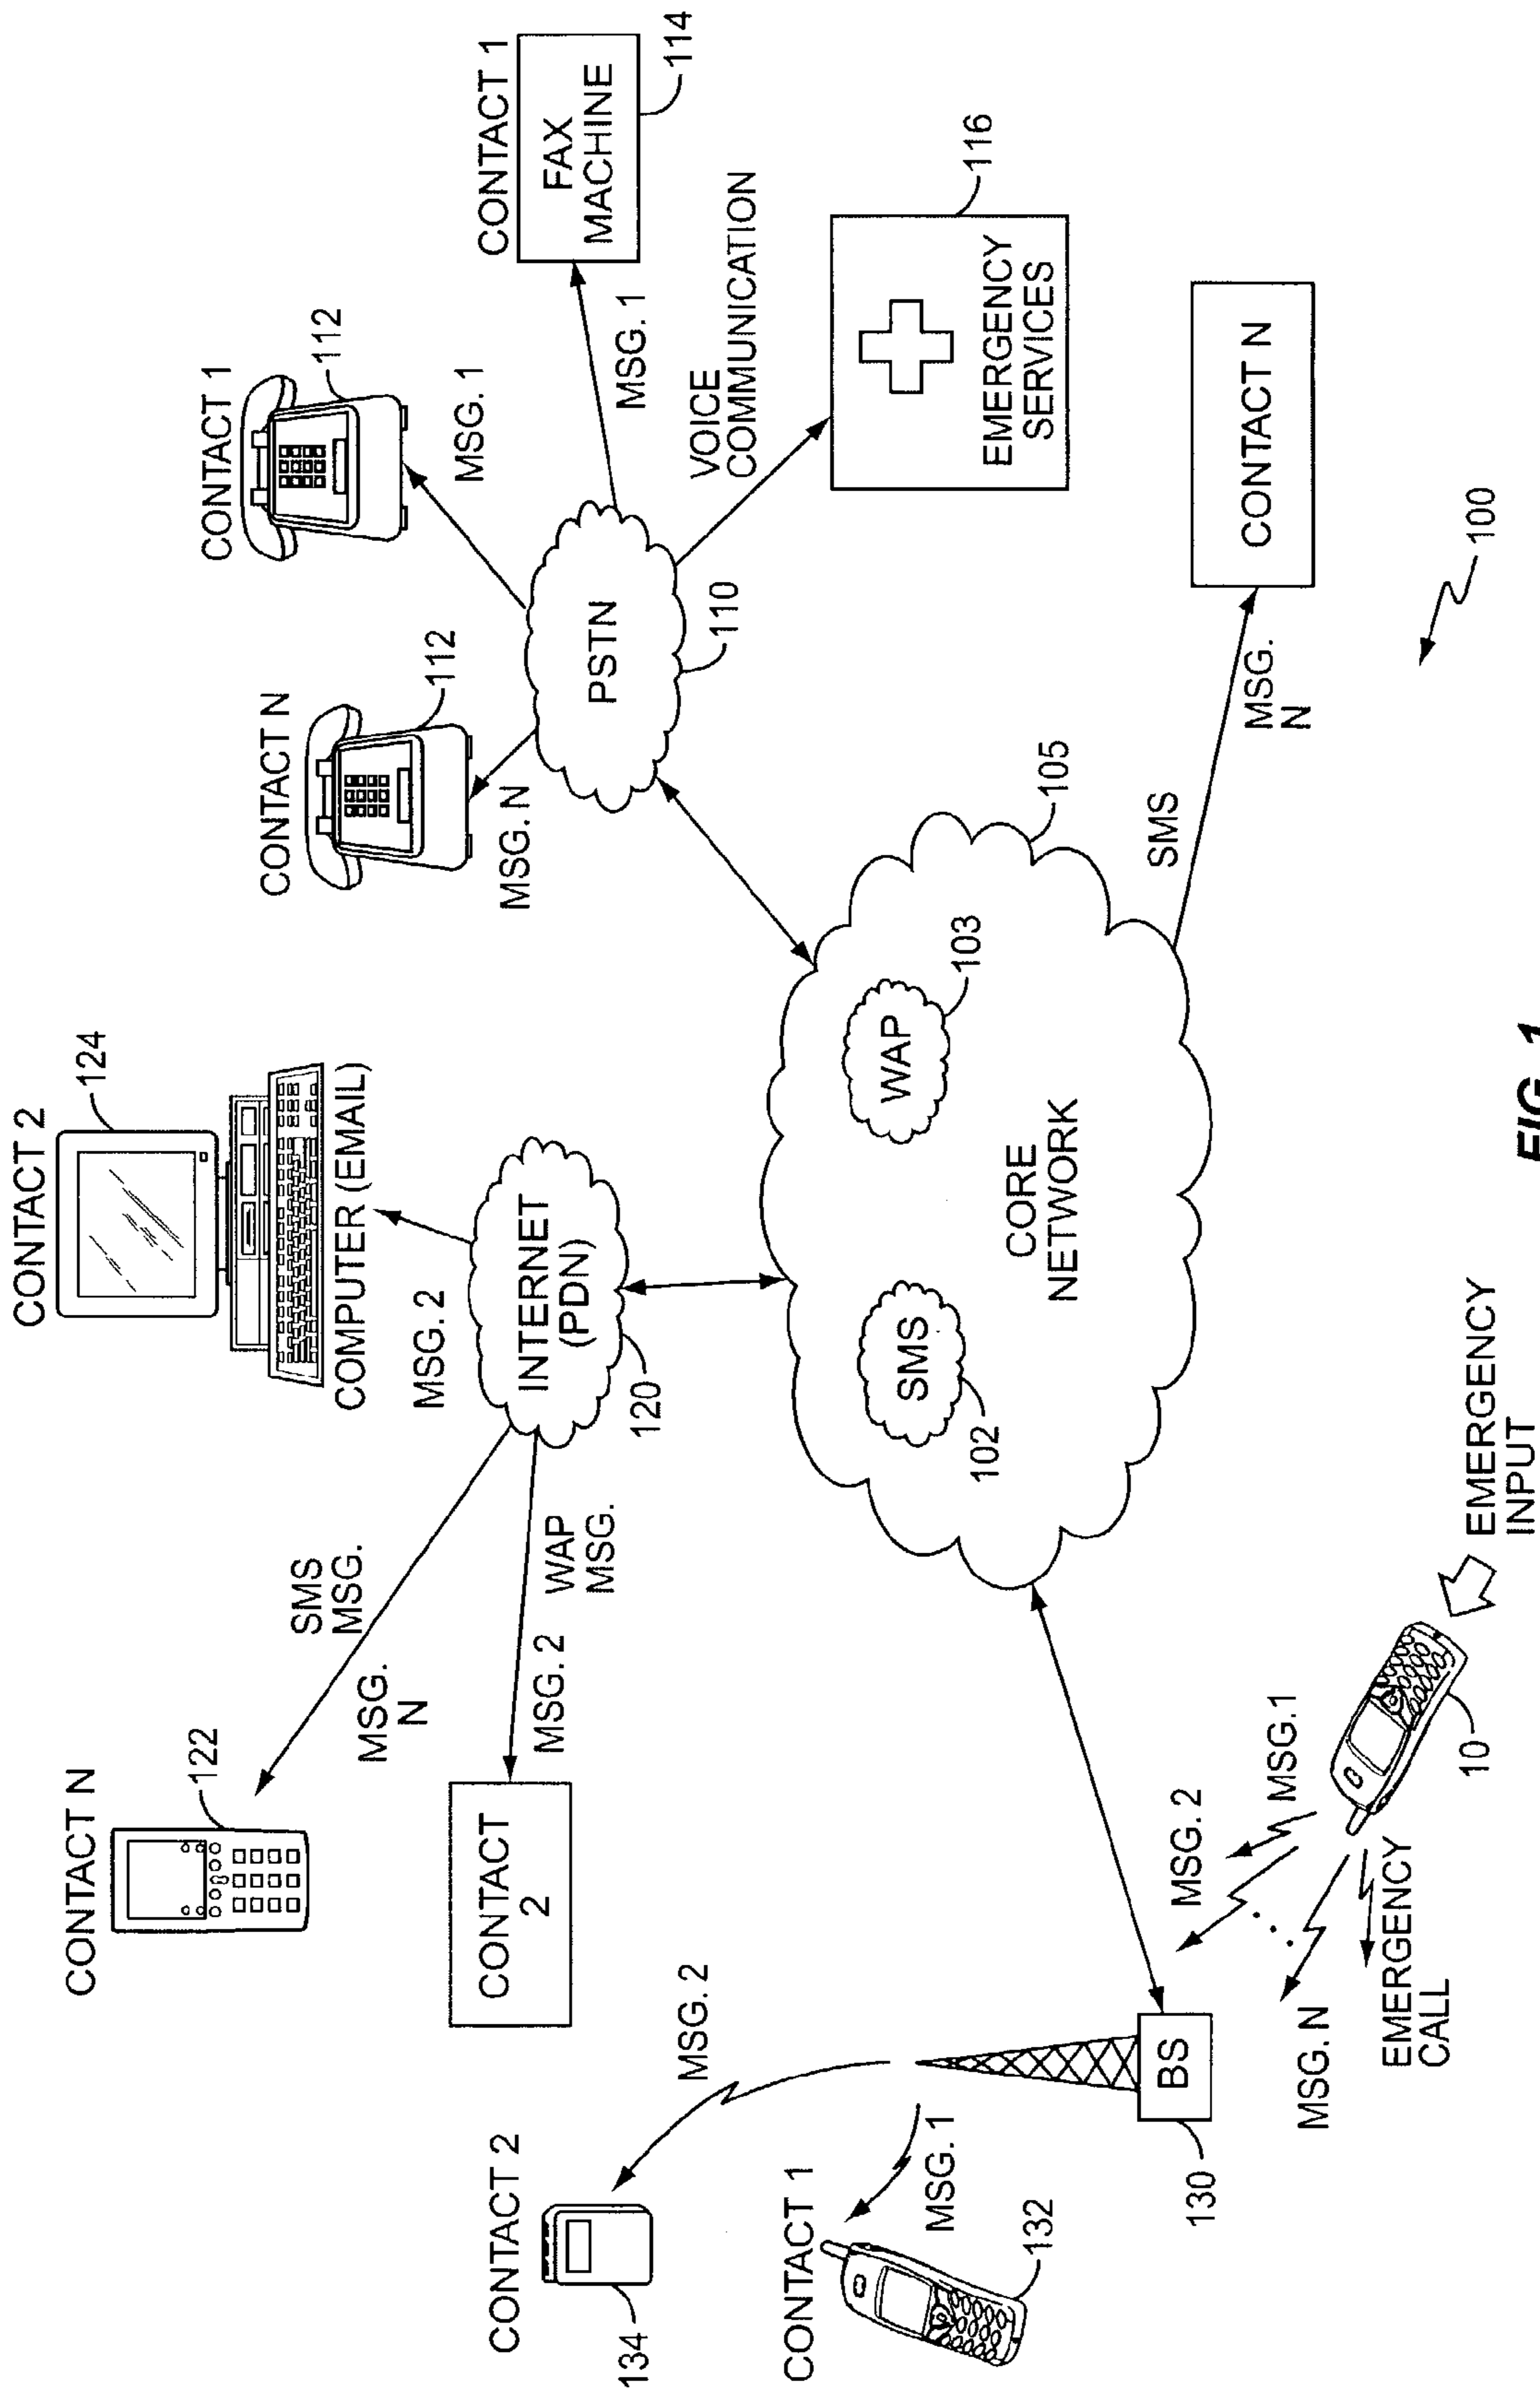 CONTACT N
122
SMS
MSG.
MSG.
N
CONTACT 2
124
COMPUTER (EMAIL)
MSG. 2
CONTACT N
112
MSG. N
CONTACT 1
112
MSG. 1
CONTACT 1
FAX
MACHINE
114
MSG. 1
CONTACT
2
MSG. 2
WAP
MSG.
INTERNET
(PDN)
120
PSTN
110
VOICE
COMMUNICATION
EMERGENCY
SERVICES
116
CONTACT 2
134
MSG. 2
CONTACT 1
132
MSG. 1
BS
130
SMS
102
WAP
103
CORE
NETWORK
105
SMS
MSG.
N
CONTACT N
MSG. 2
MSG.1
MSG. N
EMERGENCY
CALL
10
EMERGENCY
INPUT
100
FIG. 1